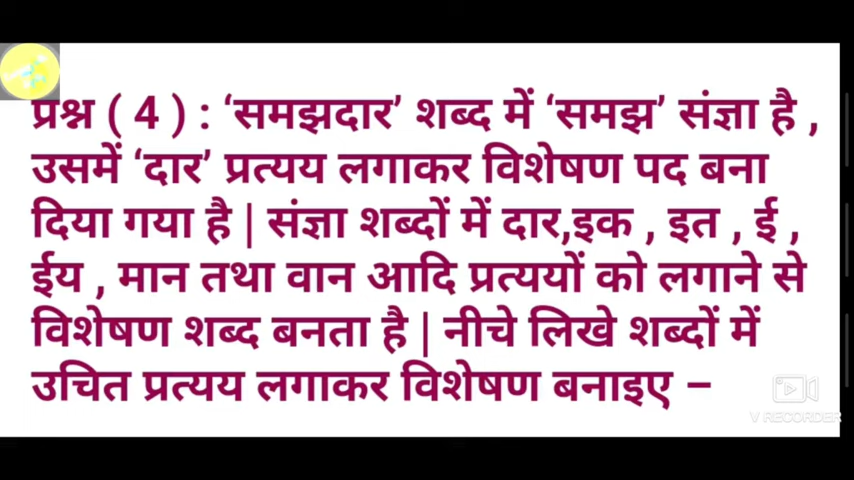 प्रश्न ( 4 ) : ‘समझदार’ शब्द में ‘समझ’ संज्ञा है ,
उसमें ‘दार’ प्रत्यय लगाकर विशेषण पद बना
दिया गया है | संज्ञा शब्दों में दार,इक , इत , ई ,
ईय , मान तथा वान आदि प्रत्ययों को लगाने से
विशेषण शब्द बनता है | नीचे लिखे शब्दों में
उचित प्रत्यय लगाकर विशेषण बनाइए –
V RECORDER